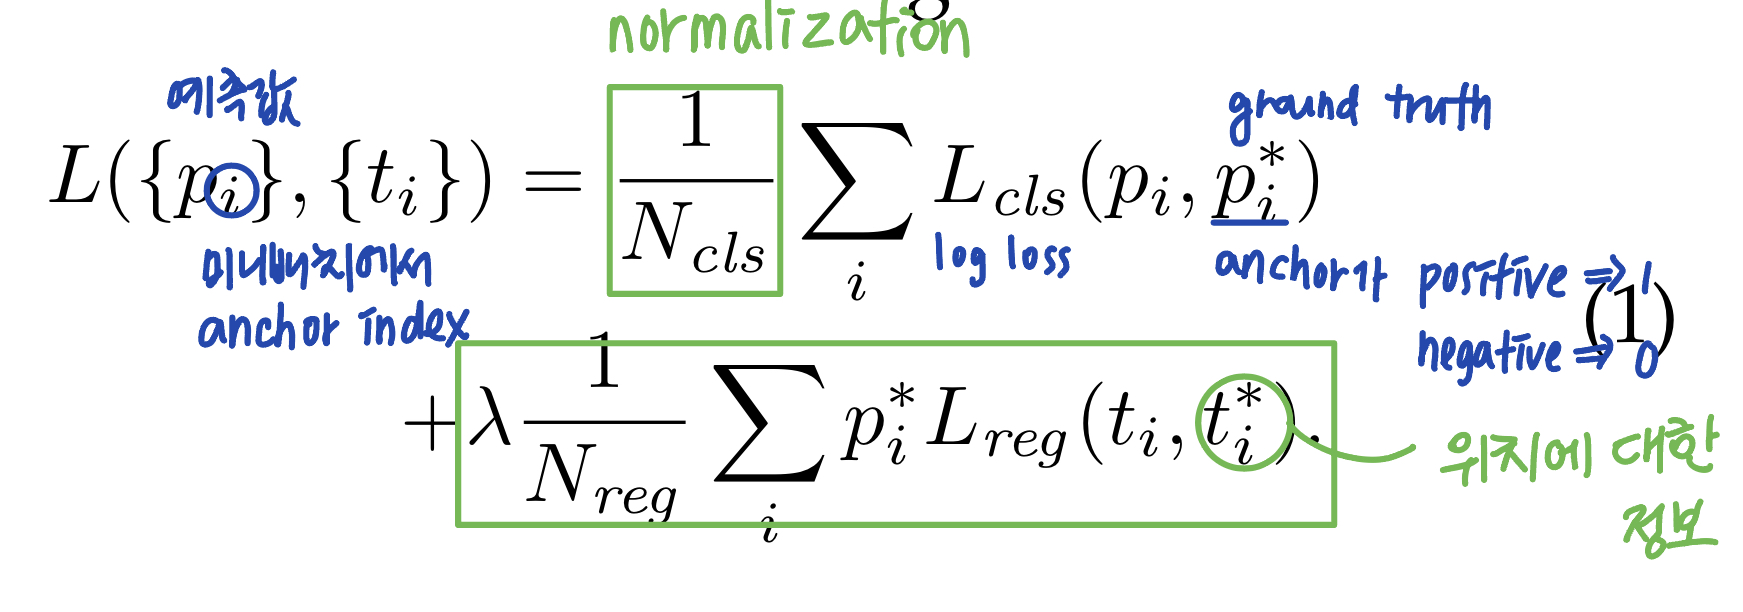 normalization
예측값
ground truth
L({p_i}, {t_i}) = \frac{1}{N_{cls}} \sum_i L_{cls}(p_i, p_i^*)
미니배치에서
anchor index
log loss
anchor가 positive ⇒ 1
negative ⇒ 0
(1)
+ \lambda \frac{1}{N_{reg}} \sum_i p_i^* L_{reg}(t_i, t_i^*).
위치에 대한
정보